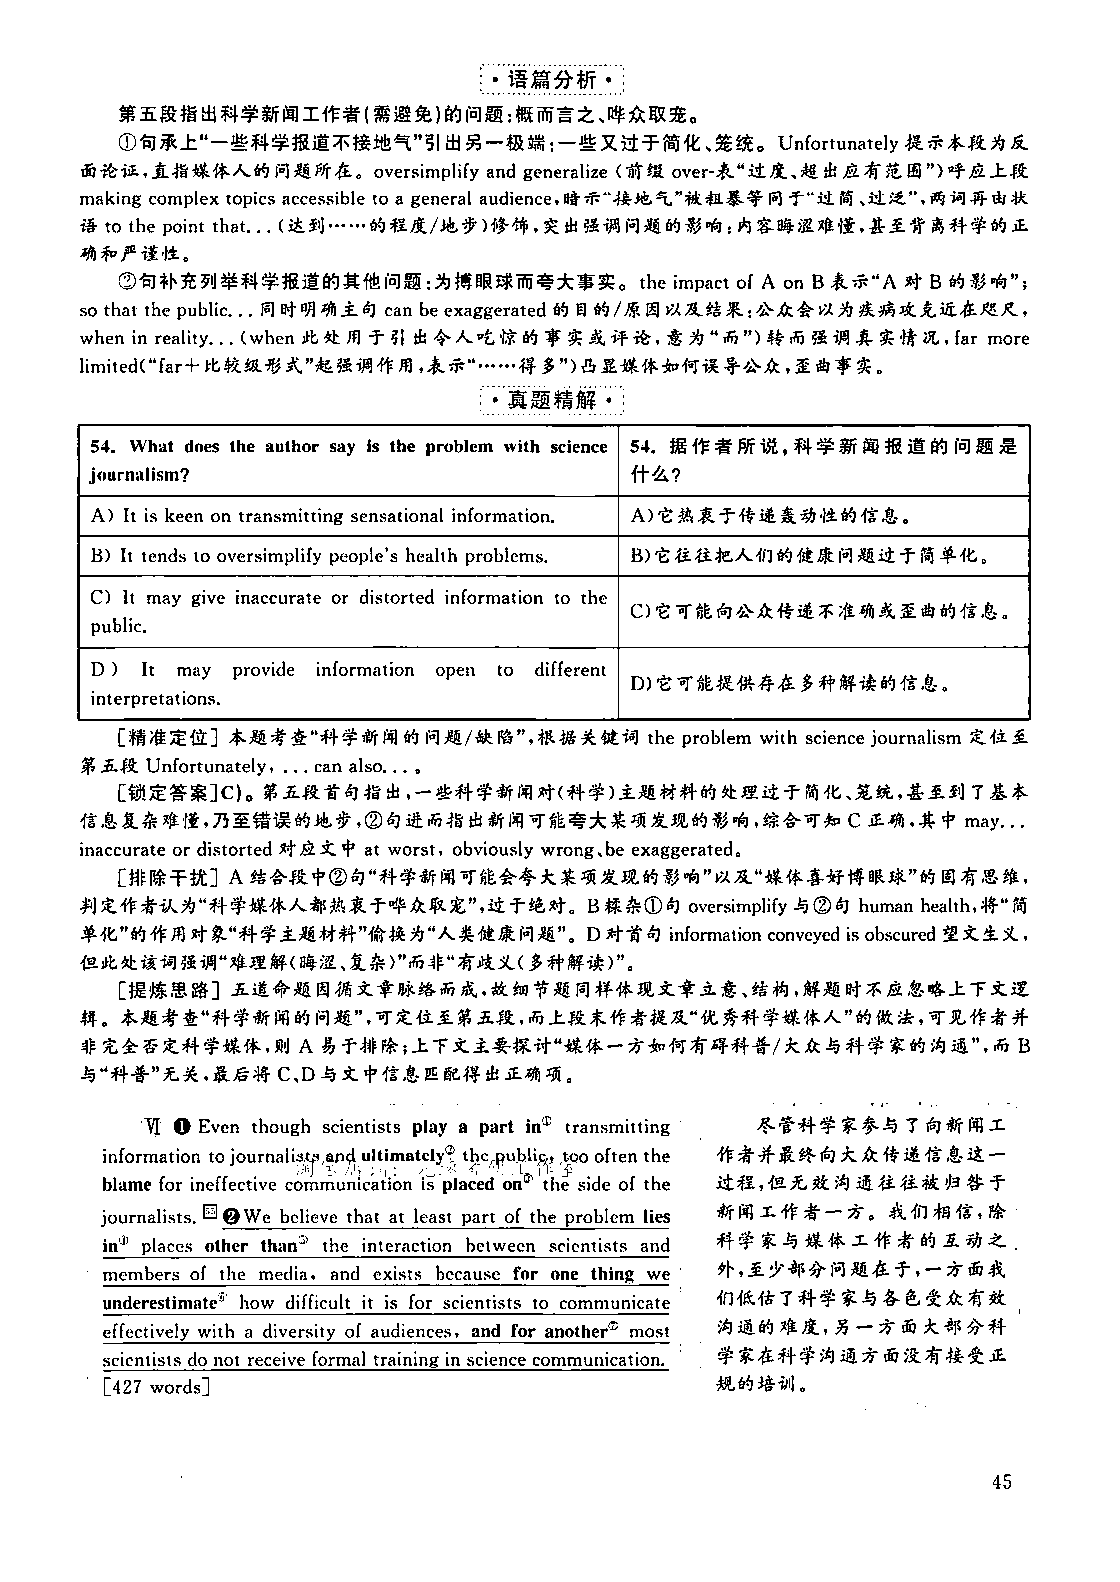 ·语篇分析·
第五段指出科学新闻工作者(需避免)的问题:概而言之、哗众取宠。
①句承上“一些科学报道不接地气”引出另一极端:一些又过于简化、笼统。Unfortunately 提示本段为反
面论证,直指媒体人的问题所在。oversimplify and generalize (前缀 over-表“过度、超出应有范围”)呼应上段
making complex topics accessible to a general audience,暗示“接地气”被粗暴等同于“过简、过泛”,两词再由状
语 to the point that... (达到……的程度/地步)修饰,突出强调问题的影响:内容晦涩难懂,甚至背离科学的正
确和严谨性。
②句补充列举科学报道的其他问题:为搏眼球而夸大事实。the impact of A on B 表示“A 对 B 的影响”;
so that the public... 同时明确主句 can be exaggerated 的目的/原因以及结果:公众会以为疾病攻克近在咫尺,
when in reality... (when 此处用于引出令人吃惊的事实或评论,意为“而”)转而强调真实情况,far more
limited(“far+比较级形式”起强调作用,表示“……得多”)凸显媒体如何误导公众,歪曲事实。
·真题精解·
54. What does the author say is the problem with science
journalism?
54. 据作者所说,科学新闻报道的问题是
什么?
A) It is keen on transmitting sensational information.
A)它热衷于传递轰动性的信息。
B) It tends to oversimplify people's health problems.
B)它往往把人们的健康问题过于简单化。
C) It may give inaccurate or distorted information to the
public.
C)它可能向公众传递不准确或歪曲的信息。
D) It may provide information open to different
interpretations.
D)它可能提供存在多种解读的信息。
[精准定位] 本题考查“科学新闻的问题/缺陷”,根据关键词 the problem with science journalism 定位至
第五段 Unfortunately, ... can also... 。
[锁定答案]C)。第五段首句指出,一些科学新闻对(科学)主题材料的处理过于简化、笼统,甚至到了基本
信息复杂难懂,乃至错误的地步,②句进而指出新闻可能夸大某项发现的影响,综合可知 C 正确,其中 may...
inaccurate or distorted 对应文中 at worst, obviously wrong、be exaggerated。
[排除干扰] A 结合段中②句“科学新闻可能会夸大某项发现的影响”以及“媒体喜好博眼球”的固有思维,
判定作者认为“科学媒体人都热衷于哗众取宠”,过于绝对。B 糅杂①句 oversimplify 与②句 human health,将“简
单化”的作用对象“科学主题材料”偷换为“人类健康问题”。D 对首句 information conveyed is obscured 望文生义,
但此处该词强调“难理解(晦涩、复杂)”而非“有歧义(多种解读)”。
[提炼思路] 五道命题因循文章脉络而成,故细节题同样体现文章立意、结构,解题时不应忽略上下文逻
辑。本题考查“科学新闻的问题”,可定位至第五段,而上段末作者提及“优秀科学媒体人”的做法,可见作者并
非完全否定科学媒体,则 A 易于排除;上下文主要探讨“媒体一方如何有碍科普/大众与科学家的沟通”,而 B
与“科普”无关,最后将 C、D 与文中信息匹配得出正确项。
Ⅵ ❶ Even though scientists play a part in① transmitting
information to journalists and ultimately② the public, too often the
blame for ineffective communication is placed on③ the side of the
journalists. ❷ We believe that at least part of the problem lies
in④ places other than⑤ the interaction between scientists and
members of the media, and exists because for one thing we
underestimate⑥ how difficult it is for scientists to communicate
effectively with a diversity of audiences, and for another⑦ most
scientists do not receive formal training in science communication.
[427 words]
尽管科学家参与了向新闻工
作者并最终向大众传递信息这一
过程,但无效沟通往往被归咎于
新闻工作者一方。我们相信,除
科学家与媒体工作者的互动之
外,至少部分问题在于,一方面我
们低估了科学家与各色受众有效
沟通的难度,另一方面大部分科
学家在科学沟通方面没有接受正
规的培训。
45